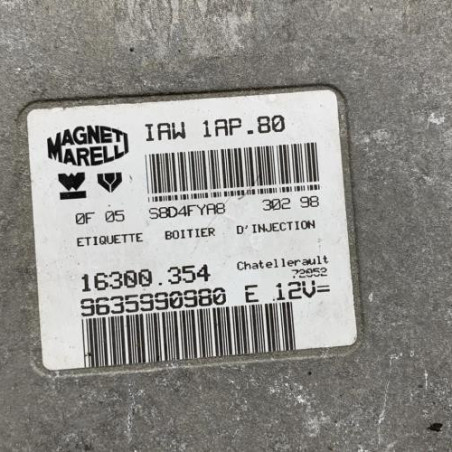 MAGNETI MARELLI
IAW 1AP.80
0F 05 S8D4FYA8 302 98
ETIQUETTE BOITIER D'INJECTION
16300.354 Chatellerault
72052
9635990980 E 12V=